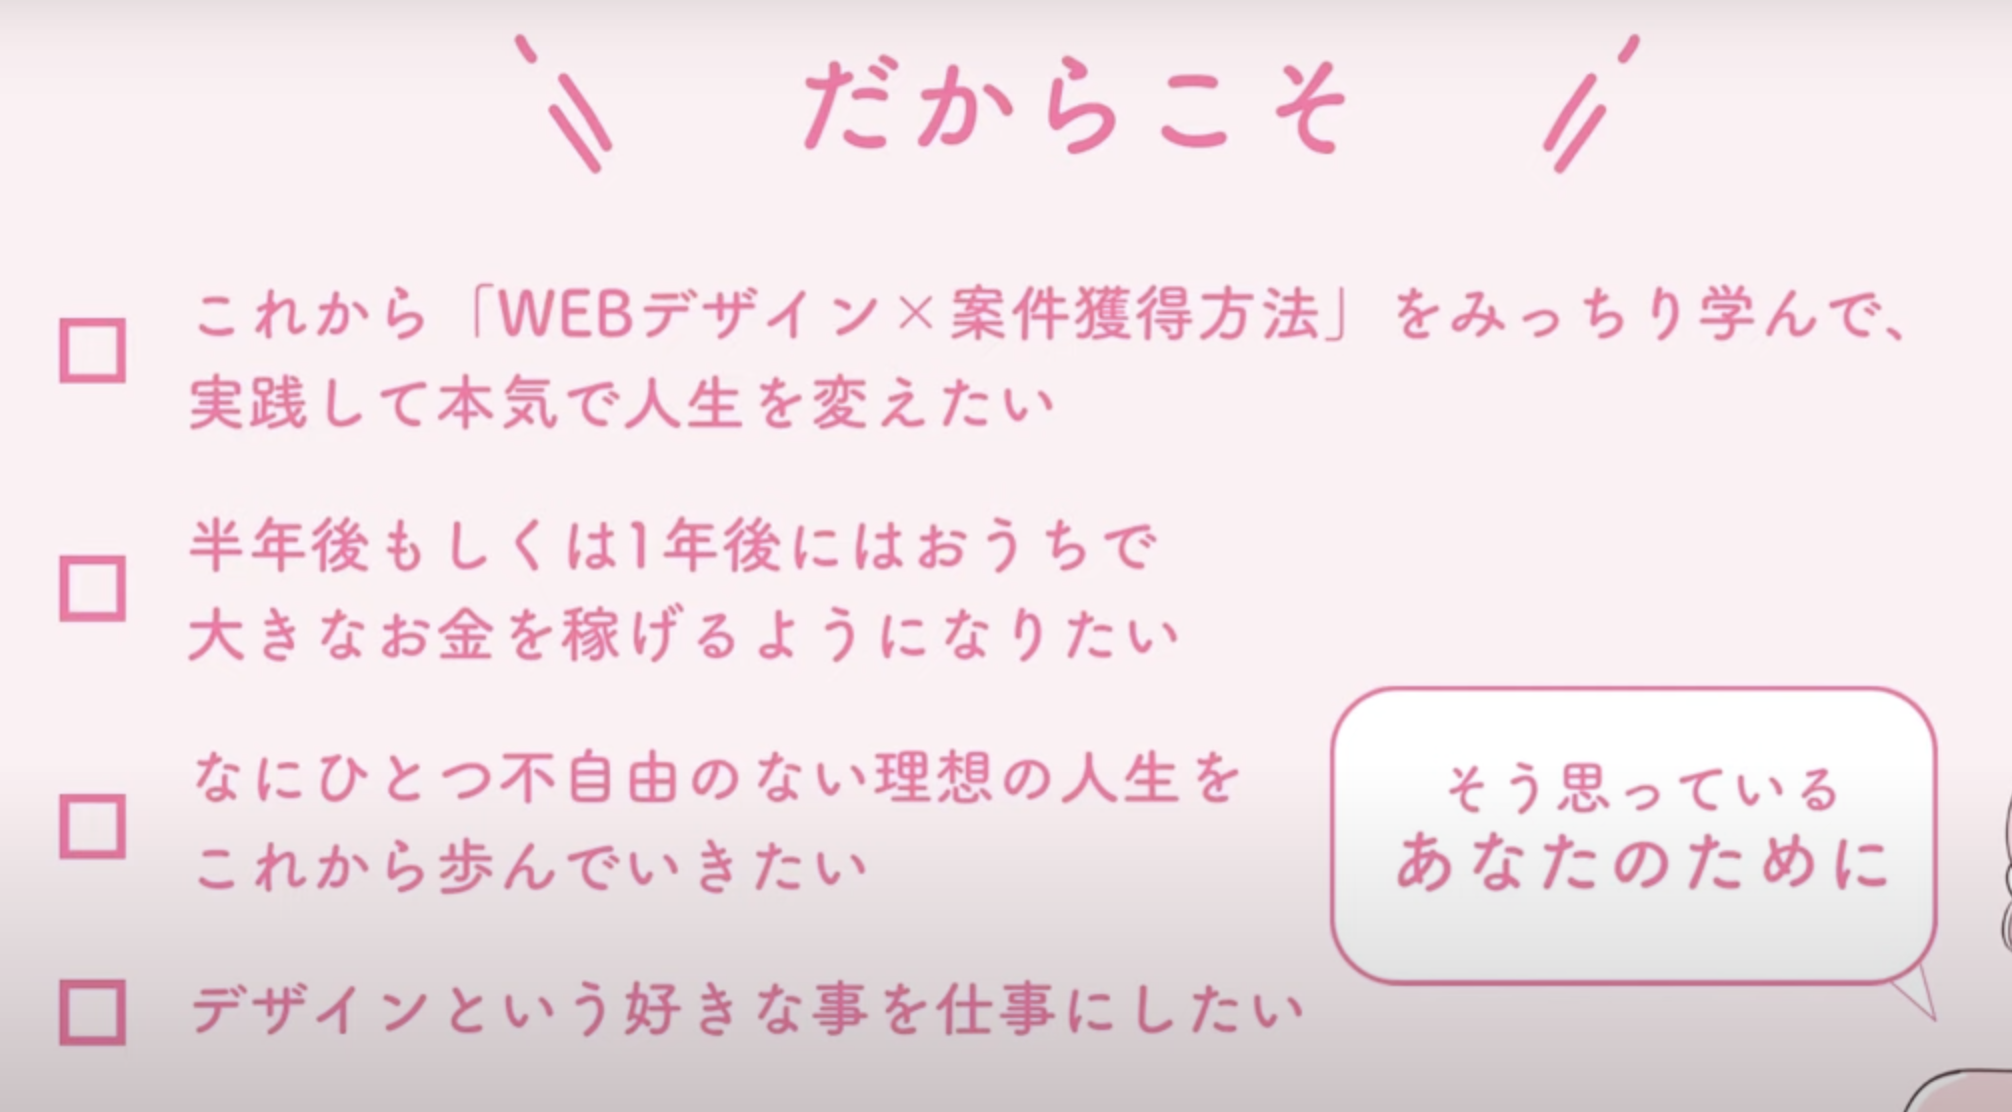 だからこそ
これから「WEBデザイン×案件獲得方法」をみっちり学んで、
実践して本気で人生を変えたい
半年後もしくは1年後にはおうちで
大きなお金を稼げるようになりたい
なにひとつ不自由のない理想の人生を
これから歩んでいきたい
デザインという好きな事を仕事にしたい
そう思っている
あなたのために